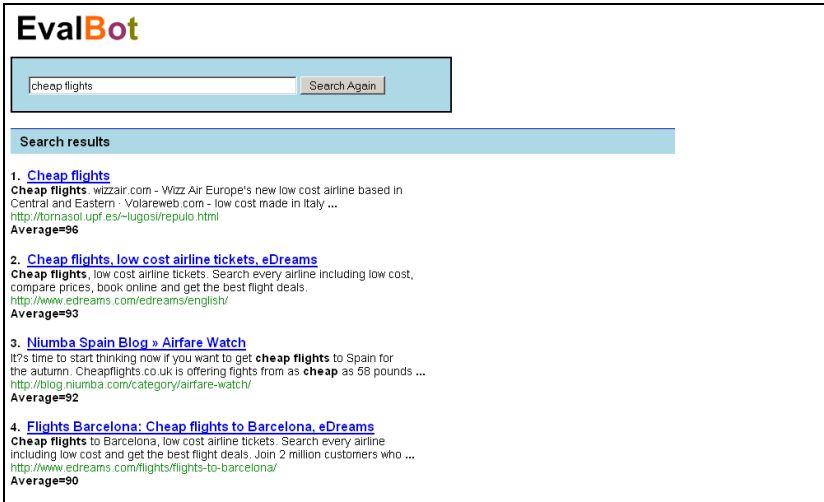 EvalBot
cheap flights Search Again
Search results
1. Cheap flights
Cheap flights. wizzair.com - Wizz Air Europe's new low cost airline based in
Central and Eastern · Volareweb.com - low cost made in Italy ...
http://tornasol.upf.es/~lugosi/repulo.html
Average=96
2. Cheap flights, low cost airline tickets, eDreams
Cheap flights, low cost airline tickets. Search every airline including low cost,
compare prices, book online and get the best flight deals.
http://www.edreams.com/edreams/english/
Average=93
3. Niumba Spain Blog » Airfare Watch
It?s time to start thinking now if you want to get cheap flights to Spain for
the autumn. Cheapflights.co.uk is offering fights from as cheap as 58 pounds ...
http://blog.niumba.com/category/airfare-watch/
Average=92
4. Flights Barcelona: Cheap flights to Barcelona, eDreams
Cheap flights to Barcelona, low cost airline tickets. Search every airline
including low cost and get the best flight deals. Join 2 million customers who ...
http://www.edreams.com/flights/flights-to-barcelona/
Average=90